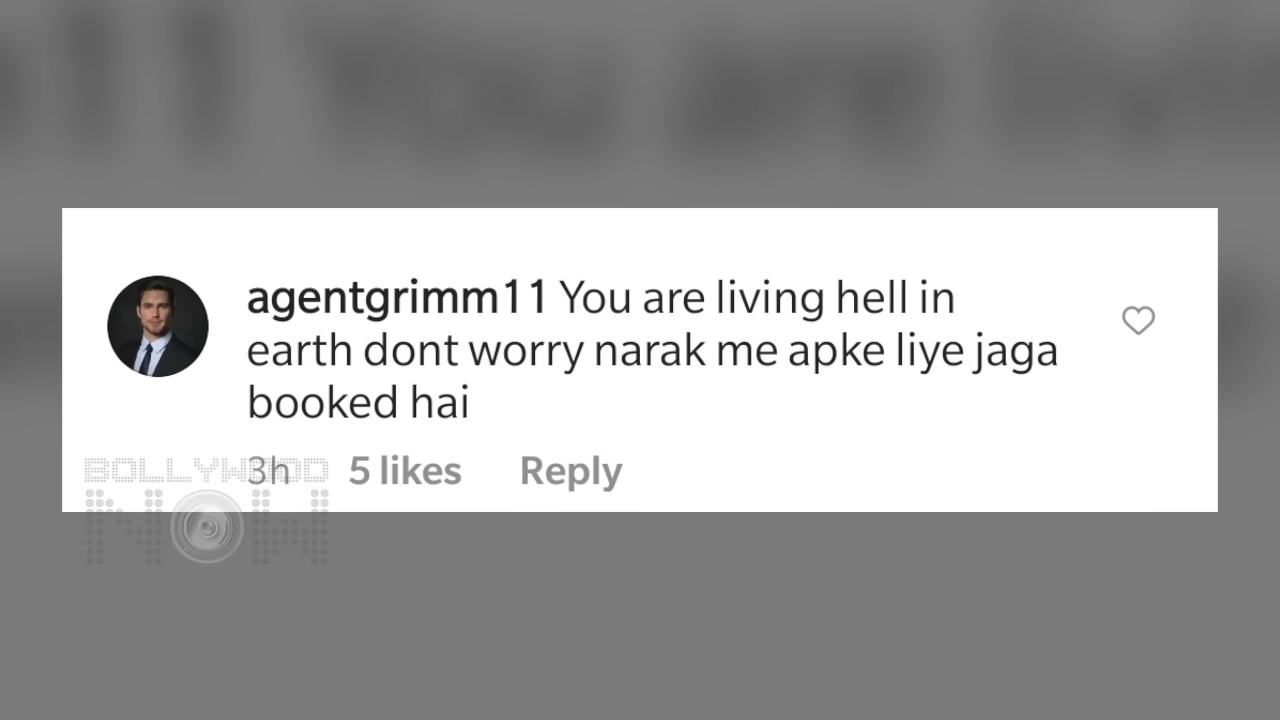 agentgrimm11 You are living hell in
earth dont worry narak me apke liye jaga
booked hai
3h 5 likes Reply
BOLLYWOOD
NOW